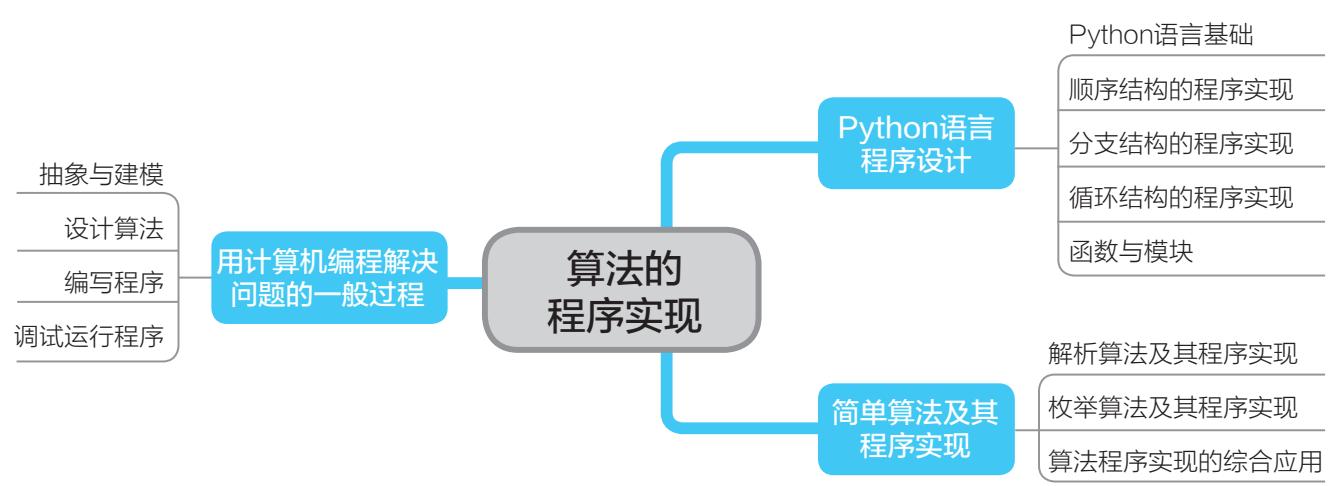 抽象与建模
设计算法
编写程序
调试运行程序
用计算机编程解决
问题的一般过程
算法的
程序实现
Python语言
程序设计
Python语言基础
顺序结构的程序实现
分支结构的程序实现
循环结构的程序实现
函数与模块
简单算法及其
程序实现
解析算法及其程序实现
枚举算法及其程序实现
算法程序实现的综合应用